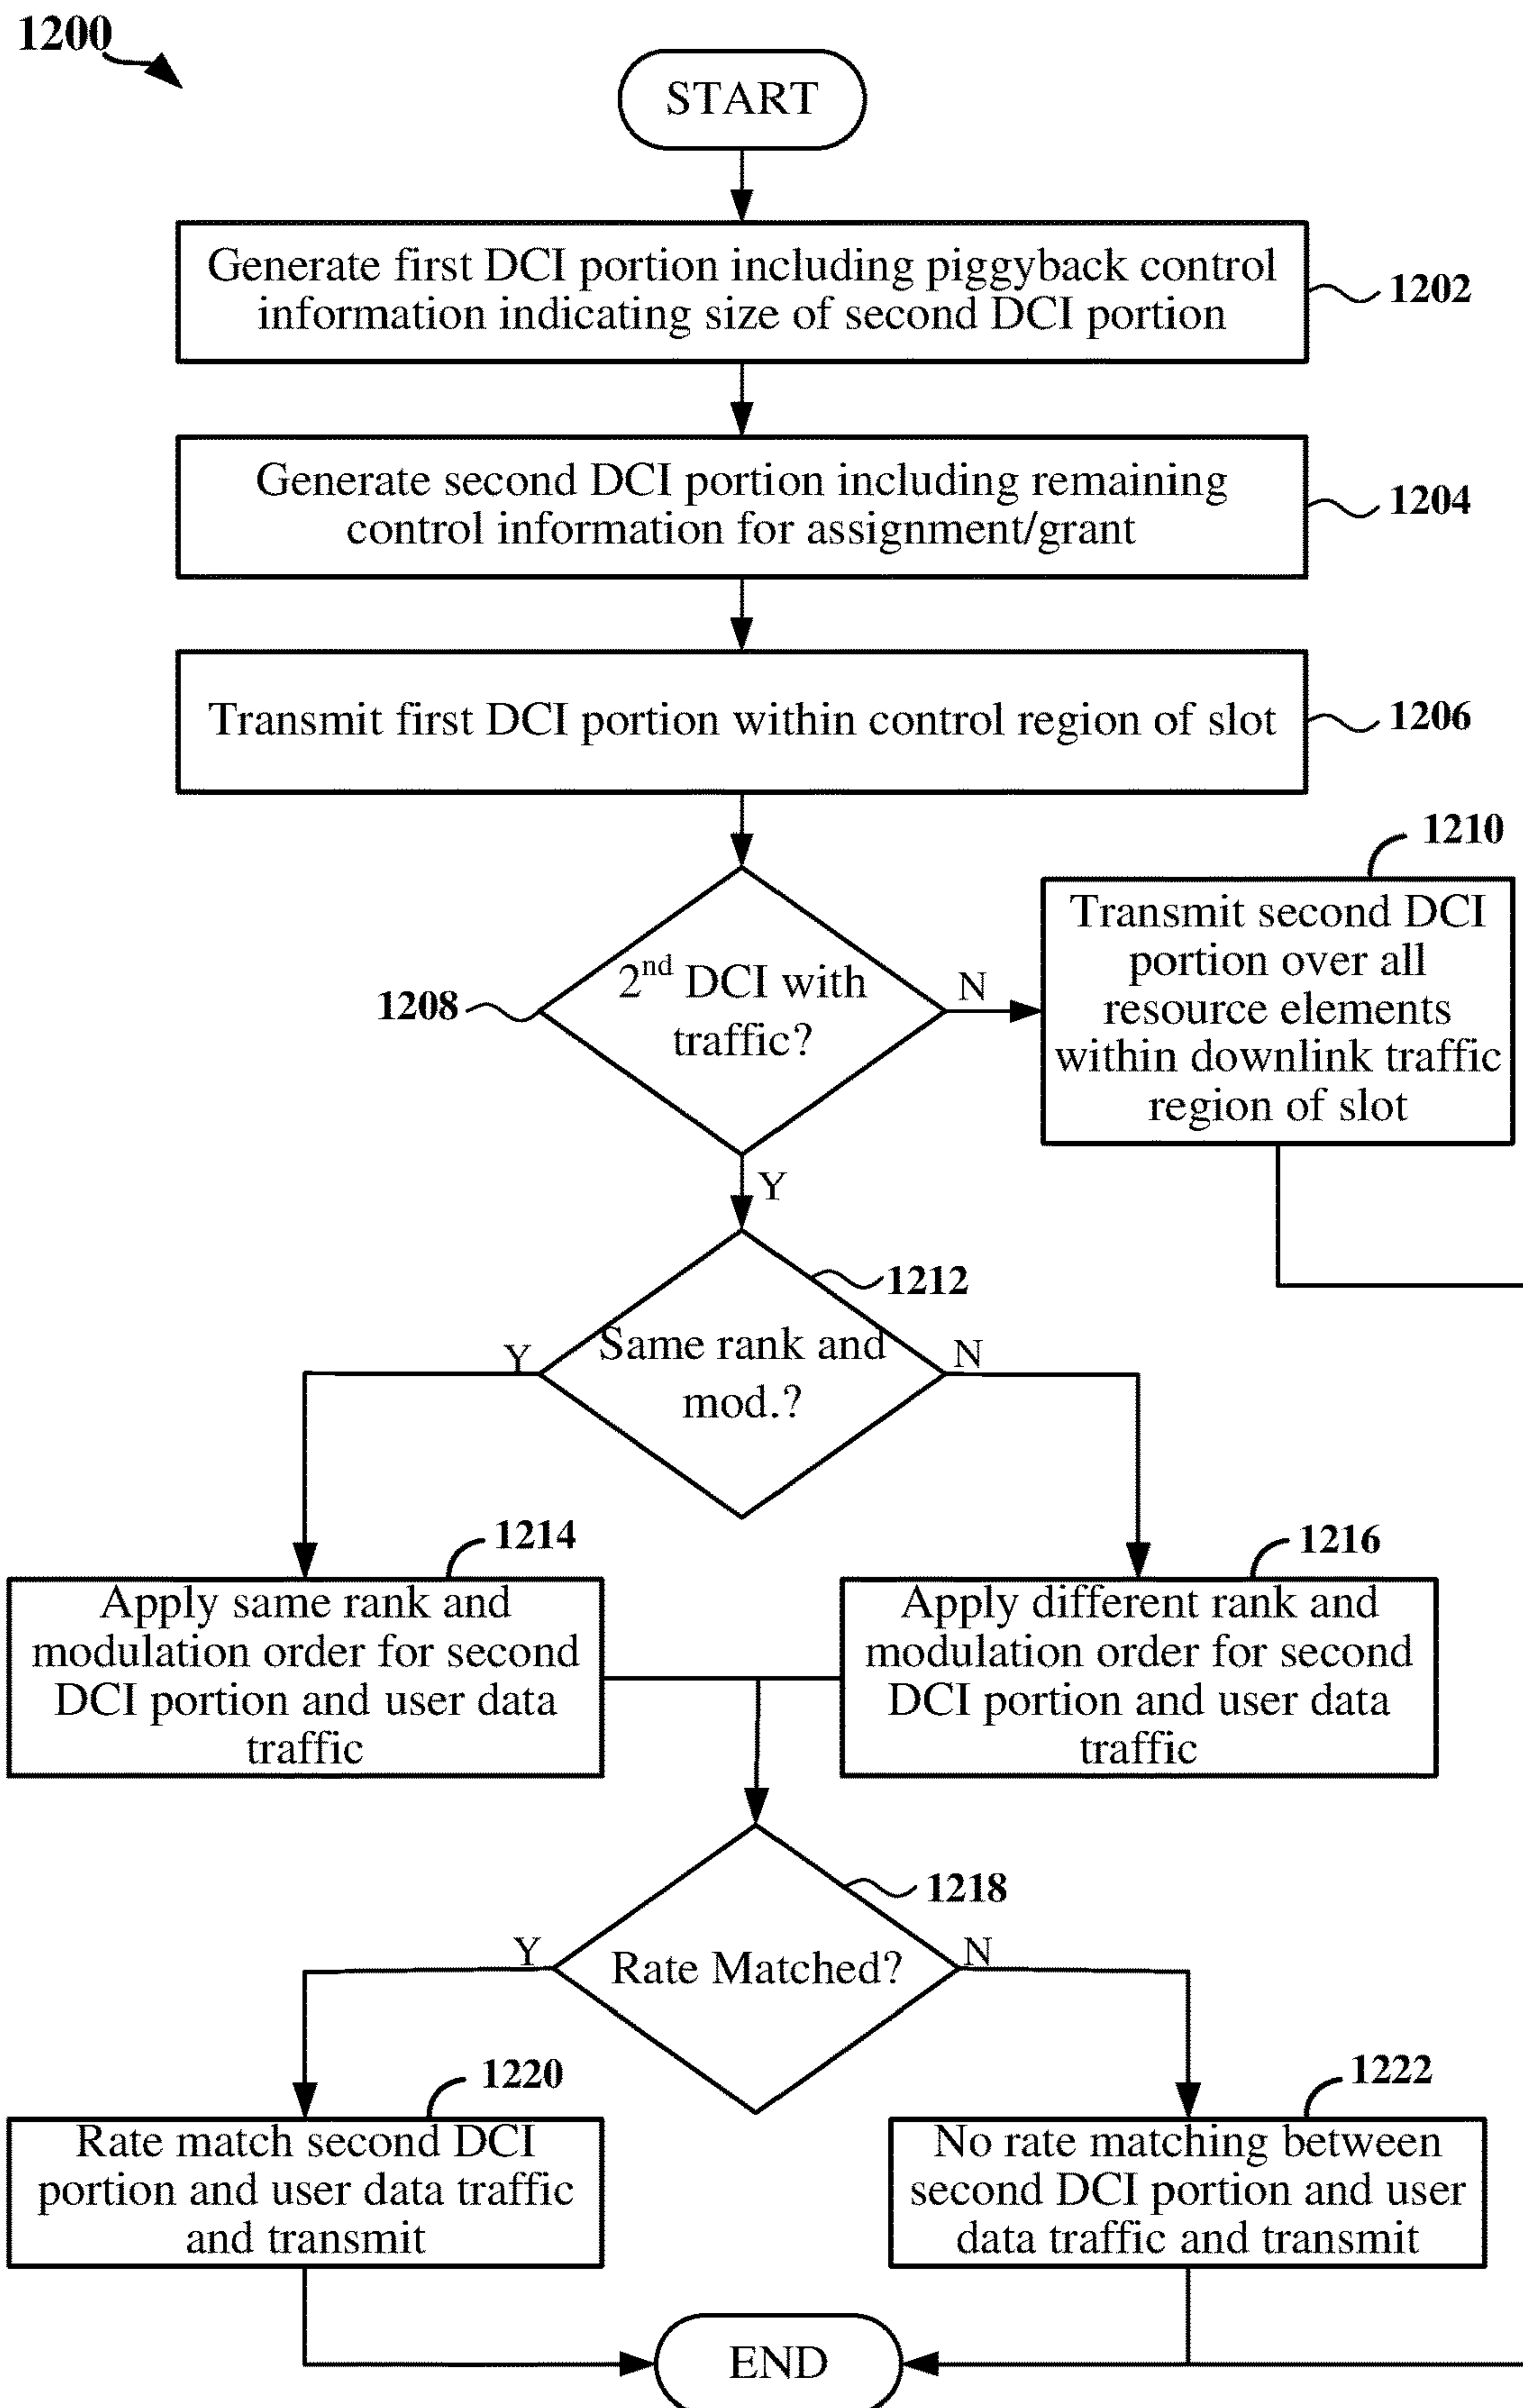 1200
START
Generate first DCI portion including piggyback control
information indicating size of second DCI portion
1202
Generate second DCI portion including remaining
control information for assignment/grant
1204
Transmit first DCI portion within control region of slot
1206
2nd DCI with
traffic?
1208
N
Y
1210
Transmit second DCI
portion over all
resource elements
within downlink traffic
region of slot
1212
Same rank and
mod.?
Y
N
1214
Apply same rank and
modulation order for second
DCI portion and user data
traffic
1216
Apply different rank and
modulation order for second
DCI portion and user data
traffic
1218
Rate Matched?
Y
N
1220
Rate match second DCI
portion and user data traffic
and transmit
1222
No rate matching between
second DCI portion and user
data traffic and transmit
END